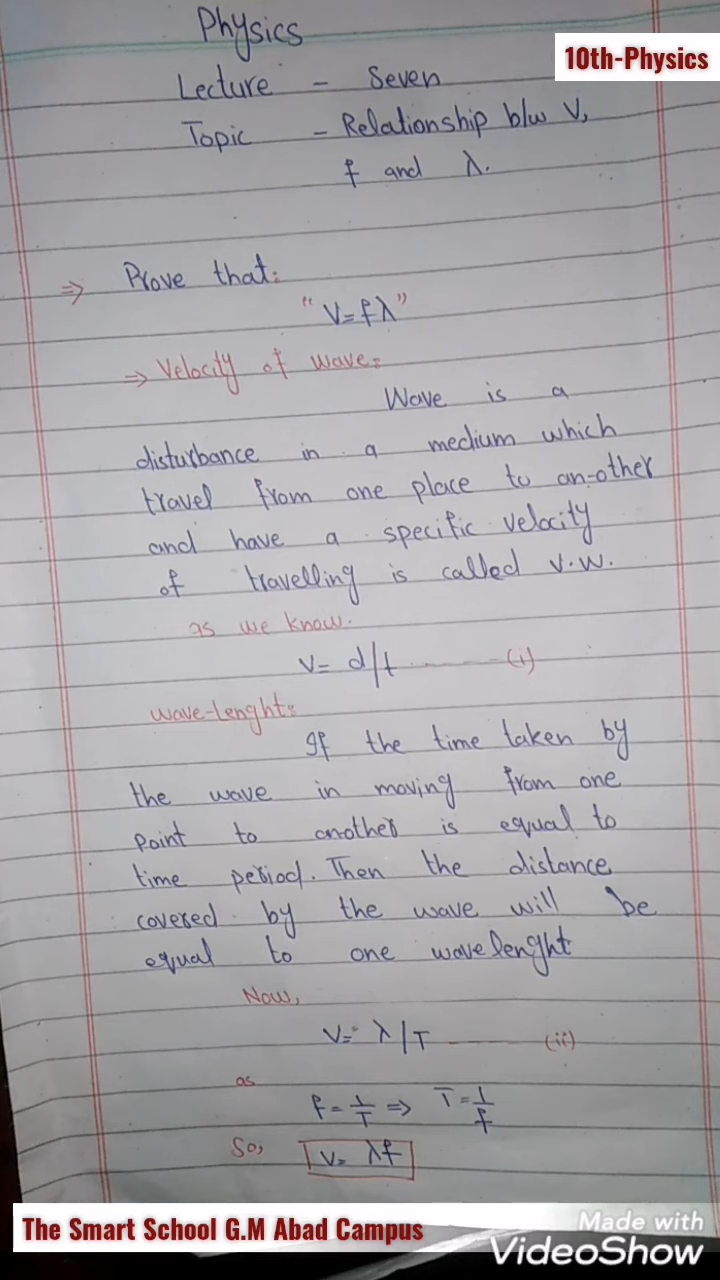 Physics
10th-Physics
Lecture - Seven
Topic - Relationship b/w V,
f and λ.
⇒ Prove that:
"V=fλ"
⇒ Velocity of wave:
Wave is a
disturbance in a medium which
travel from one place to an-other
and have a specific velocity
of travelling is called v.w.
as we know.
V= d/t ------ (i)
wave-lenght:
If the time taken by
the wave in moving from one
point to another is equal to
time period. Then the distance
covered by the wave will be
equal to one wavelenght
Now,
V= λ/T ------ (ii)
as
f = 1/T ⇒ T = 1/f
So, V= λf
The Smart School G.M Abad Campus
Made with
VideoShow